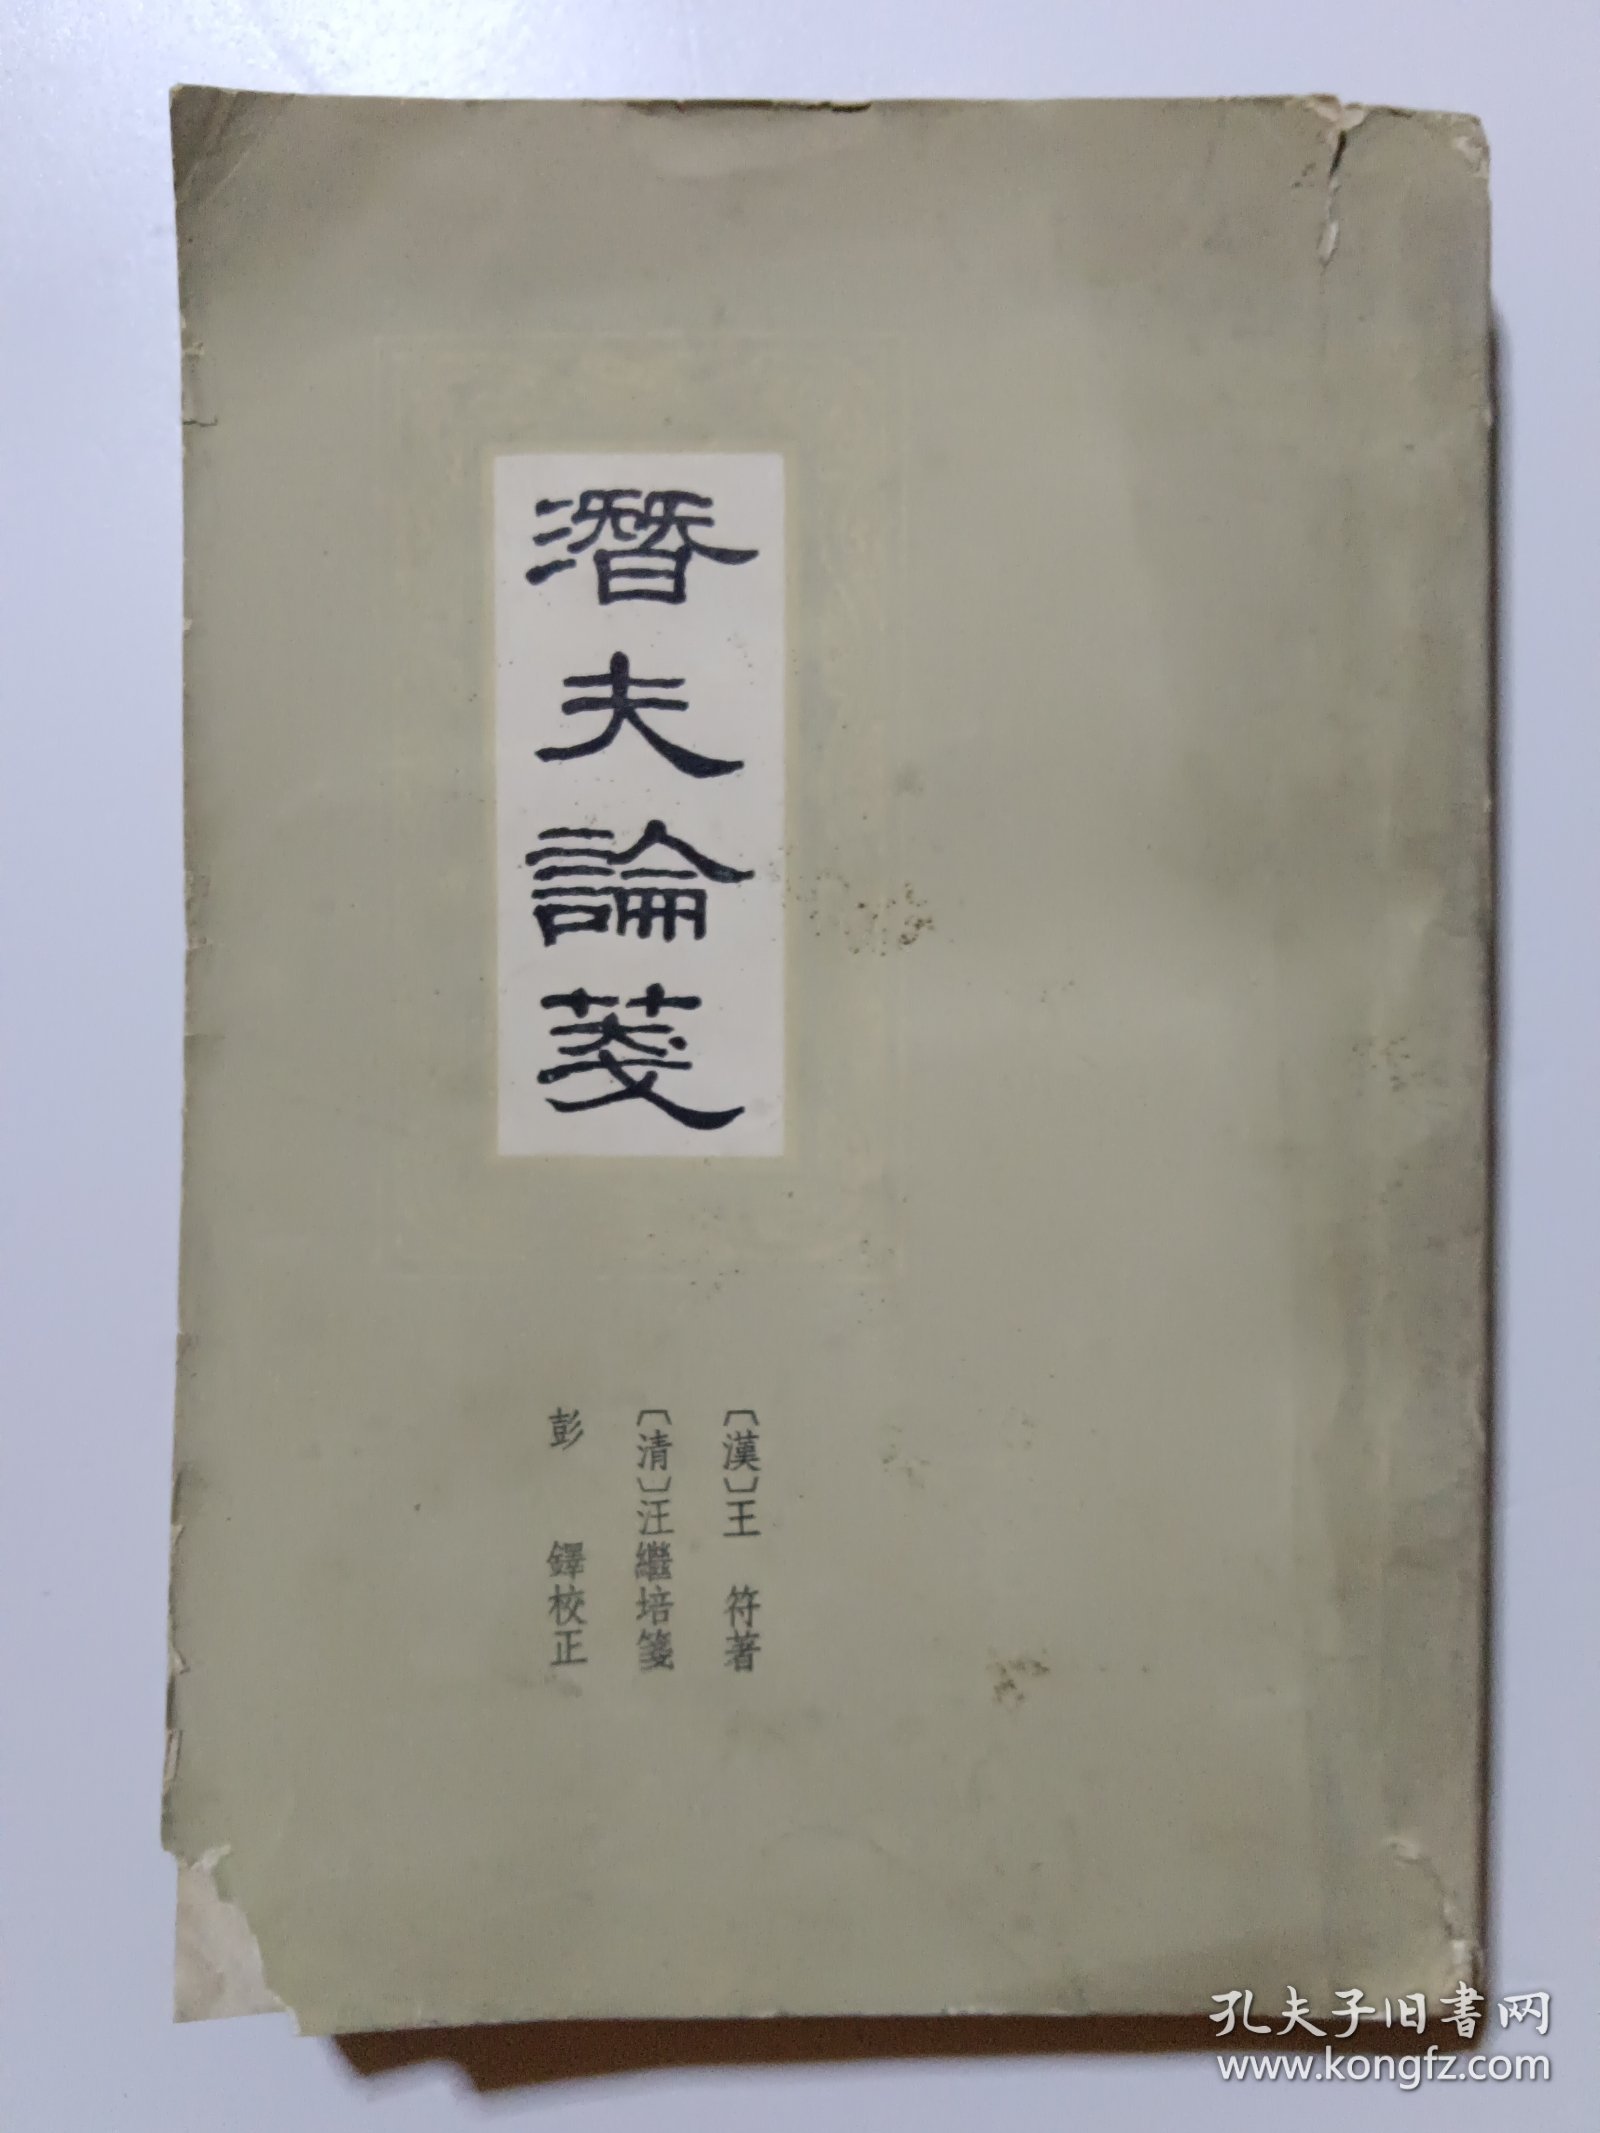 潛夫論箋
〔漢〕王 符著
〔清〕汪繼培箋
彭 鐸校正
孔夫子旧书网
www.kongfz.com